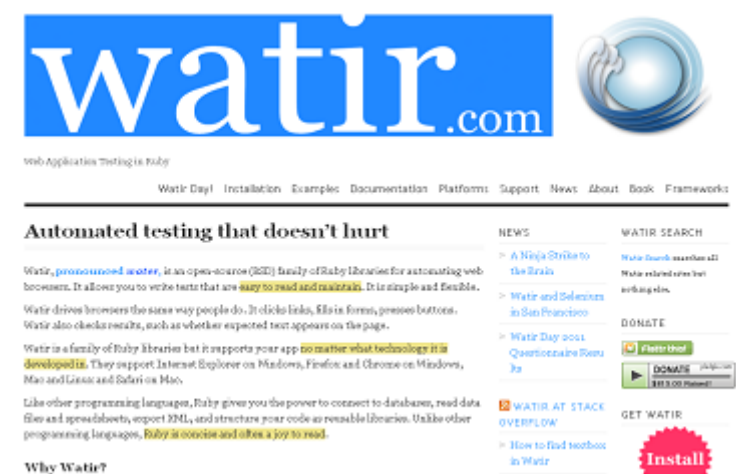 watir.com
Web Application Testing in Ruby
Watir Day! Installation Examples Documentation Platforms Support News About Book Frameworks
Automated testing that doesn't hurt
Watir, pronounced water, is an open-source (BSD) family of Ruby libraries for automating web
browsers. It allows you to write tests that are easy to read and maintain. It is simple and flexible.
Watir drives browsers the same way people do. It clicks links, fills in forms, presses buttons.
Watir also checks results, such as whether expected text appears on the page.
Watir is a family of Ruby libraries but it supports your app no matter what technology it is
developed in. They support Internet Explorer on Windows, Firefox and Chrome on Windows,
Mac and Linux and Safari on Mac.
Like other programming languages, Ruby gives you the power to connect to databases, read data
files and spreadsheets, export XML, and structure your code as reusable libraries. Unlike other
programming languages, Ruby is concise and often a joy to read.
Why Watir?
NEWS
> A Ninja Strike to
the Brain
> Watir and Selenium
in San Francisco
> Watir Day 2011
Questionnaire Resu
lts
WATIR AT STACK
OVERFLOW
> How to find textbox
in Watir
WATIR SEARCH
Watir Search searches all
Watir related sites but
nothing else.
DONATE
Flattr this!
DONATE
Raised!
GET WATIR
Install